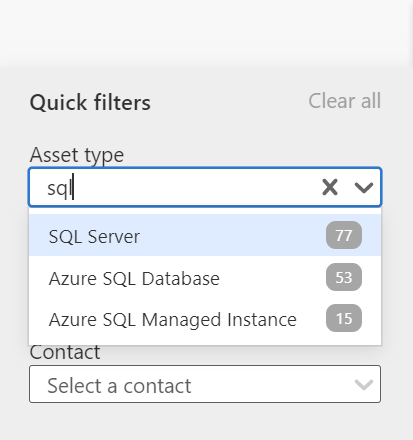 Quick filters
Clear all
Asset type
sql
SQL Server 77
Azure SQL Database 53
Azure SQL Managed Instance 15
Contact
Select a contact